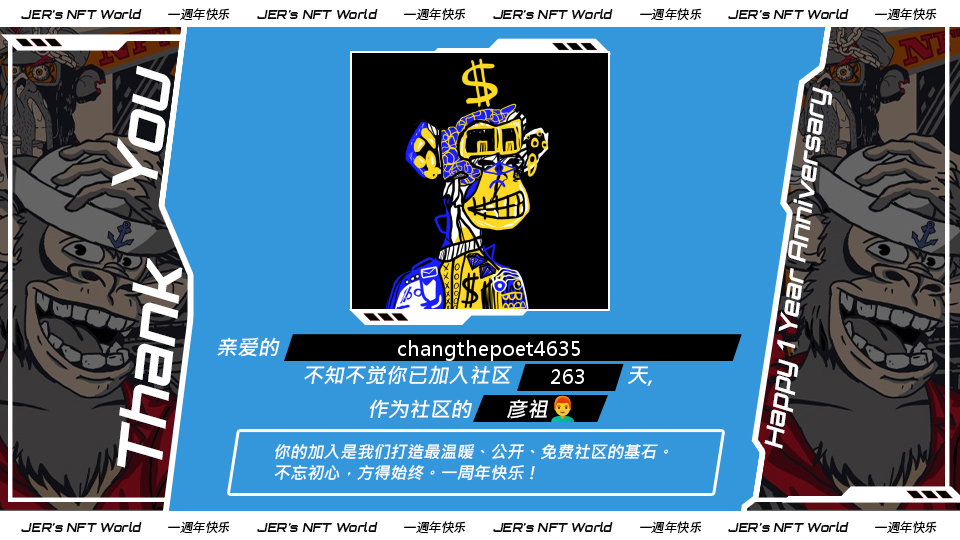 JER's NFT World 一週年快乐 JER's NFT World 一週年快乐 JER's NFT World 一週年快乐 JER's NFT World 一週年快乐
Thank You
$
$
亲爱的 changthepoet4635
不知不觉你已加入社区 263 天,
作为社区的 彦祖
你的加入是我们打造最温暖、公开、免费社区的基石。
不忘初心，方得始终。一周年快乐！
Happy 1 Year Anniversary
JER's NFT World 一週年快乐 JER's NFT World 一週年快乐 JER's NFT World 一週年快乐 JER's NFT World 一週年快乐